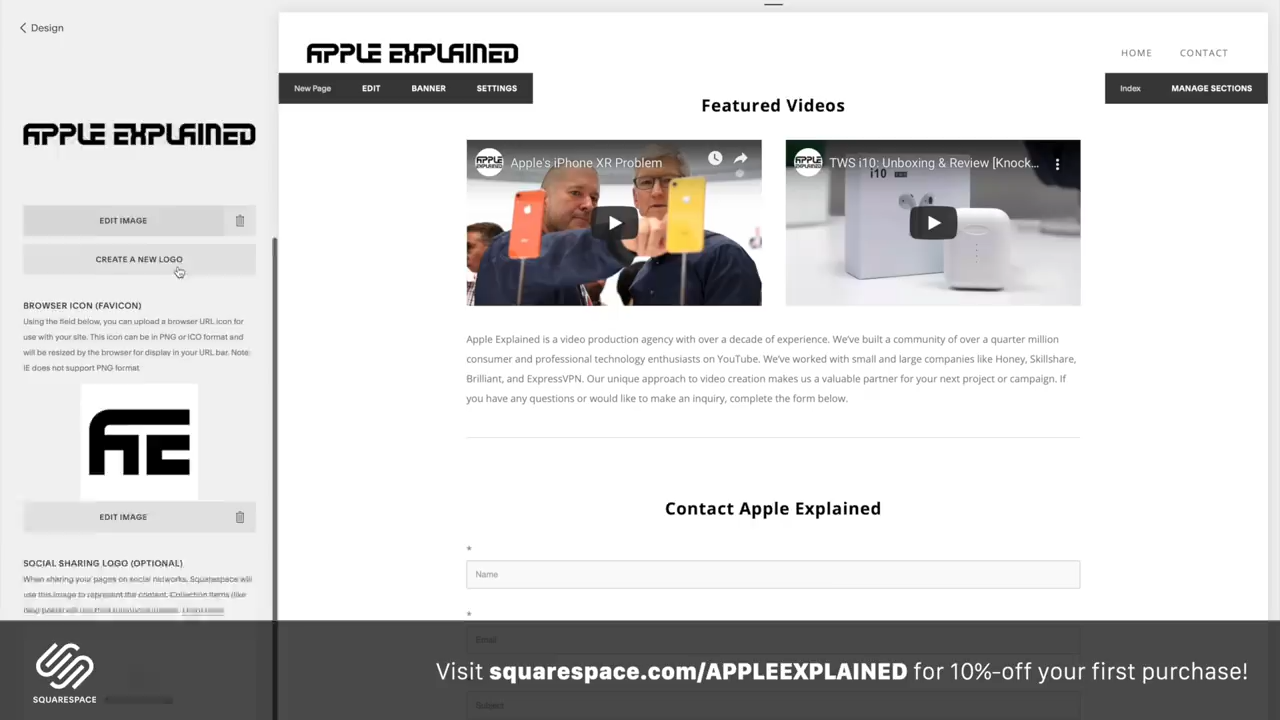 Design
APPLE EXPLAINED
EDIT IMAGE
CREATE A NEW LOGO
BROWSER ICON (FAVICON)
Using the field below, you can upload a browser URL icon for
use with your site. This icon can be in PNG or ICO format and
will be resized by the browser for display in your URL bar. Note:
IE does not support PNG format
AE
EDIT IMAGE
SOCIAL SHARING LOGO (OPTIONAL)
When sharing your pages on social networks, Squarespace will
use this image to represent the content. Collection items (like
APPLE EXPLAINED
HOME CONTACT
New Page EDIT BANNER SETTINGS
Index MANAGE SECTIONS
Featured Videos
APPLE EXPLAINED
Apple's iPhone XR Problem
APPLE EXPLAINED
TWS i10: Unboxing & Review [Knock...
i10
Apple Explained is a video production agency with over a decade of experience. We've built a community of over a quarter million
consumer and professional technology enthusiasts on YouTube. We've worked with small and large companies like Honey, Skillshare,
Brilliant, and ExpressVPN. Our unique approach to video creation makes us a valuable partner for your next project or campaign. If
you have any questions or would like to make an inquiry, complete the form below.
Contact Apple Explained
*
Name
*
Email
Subject
SQUARESPACE
Visit squarespace.com/APPLEEXPLAINED for 10%-off your first purchase!